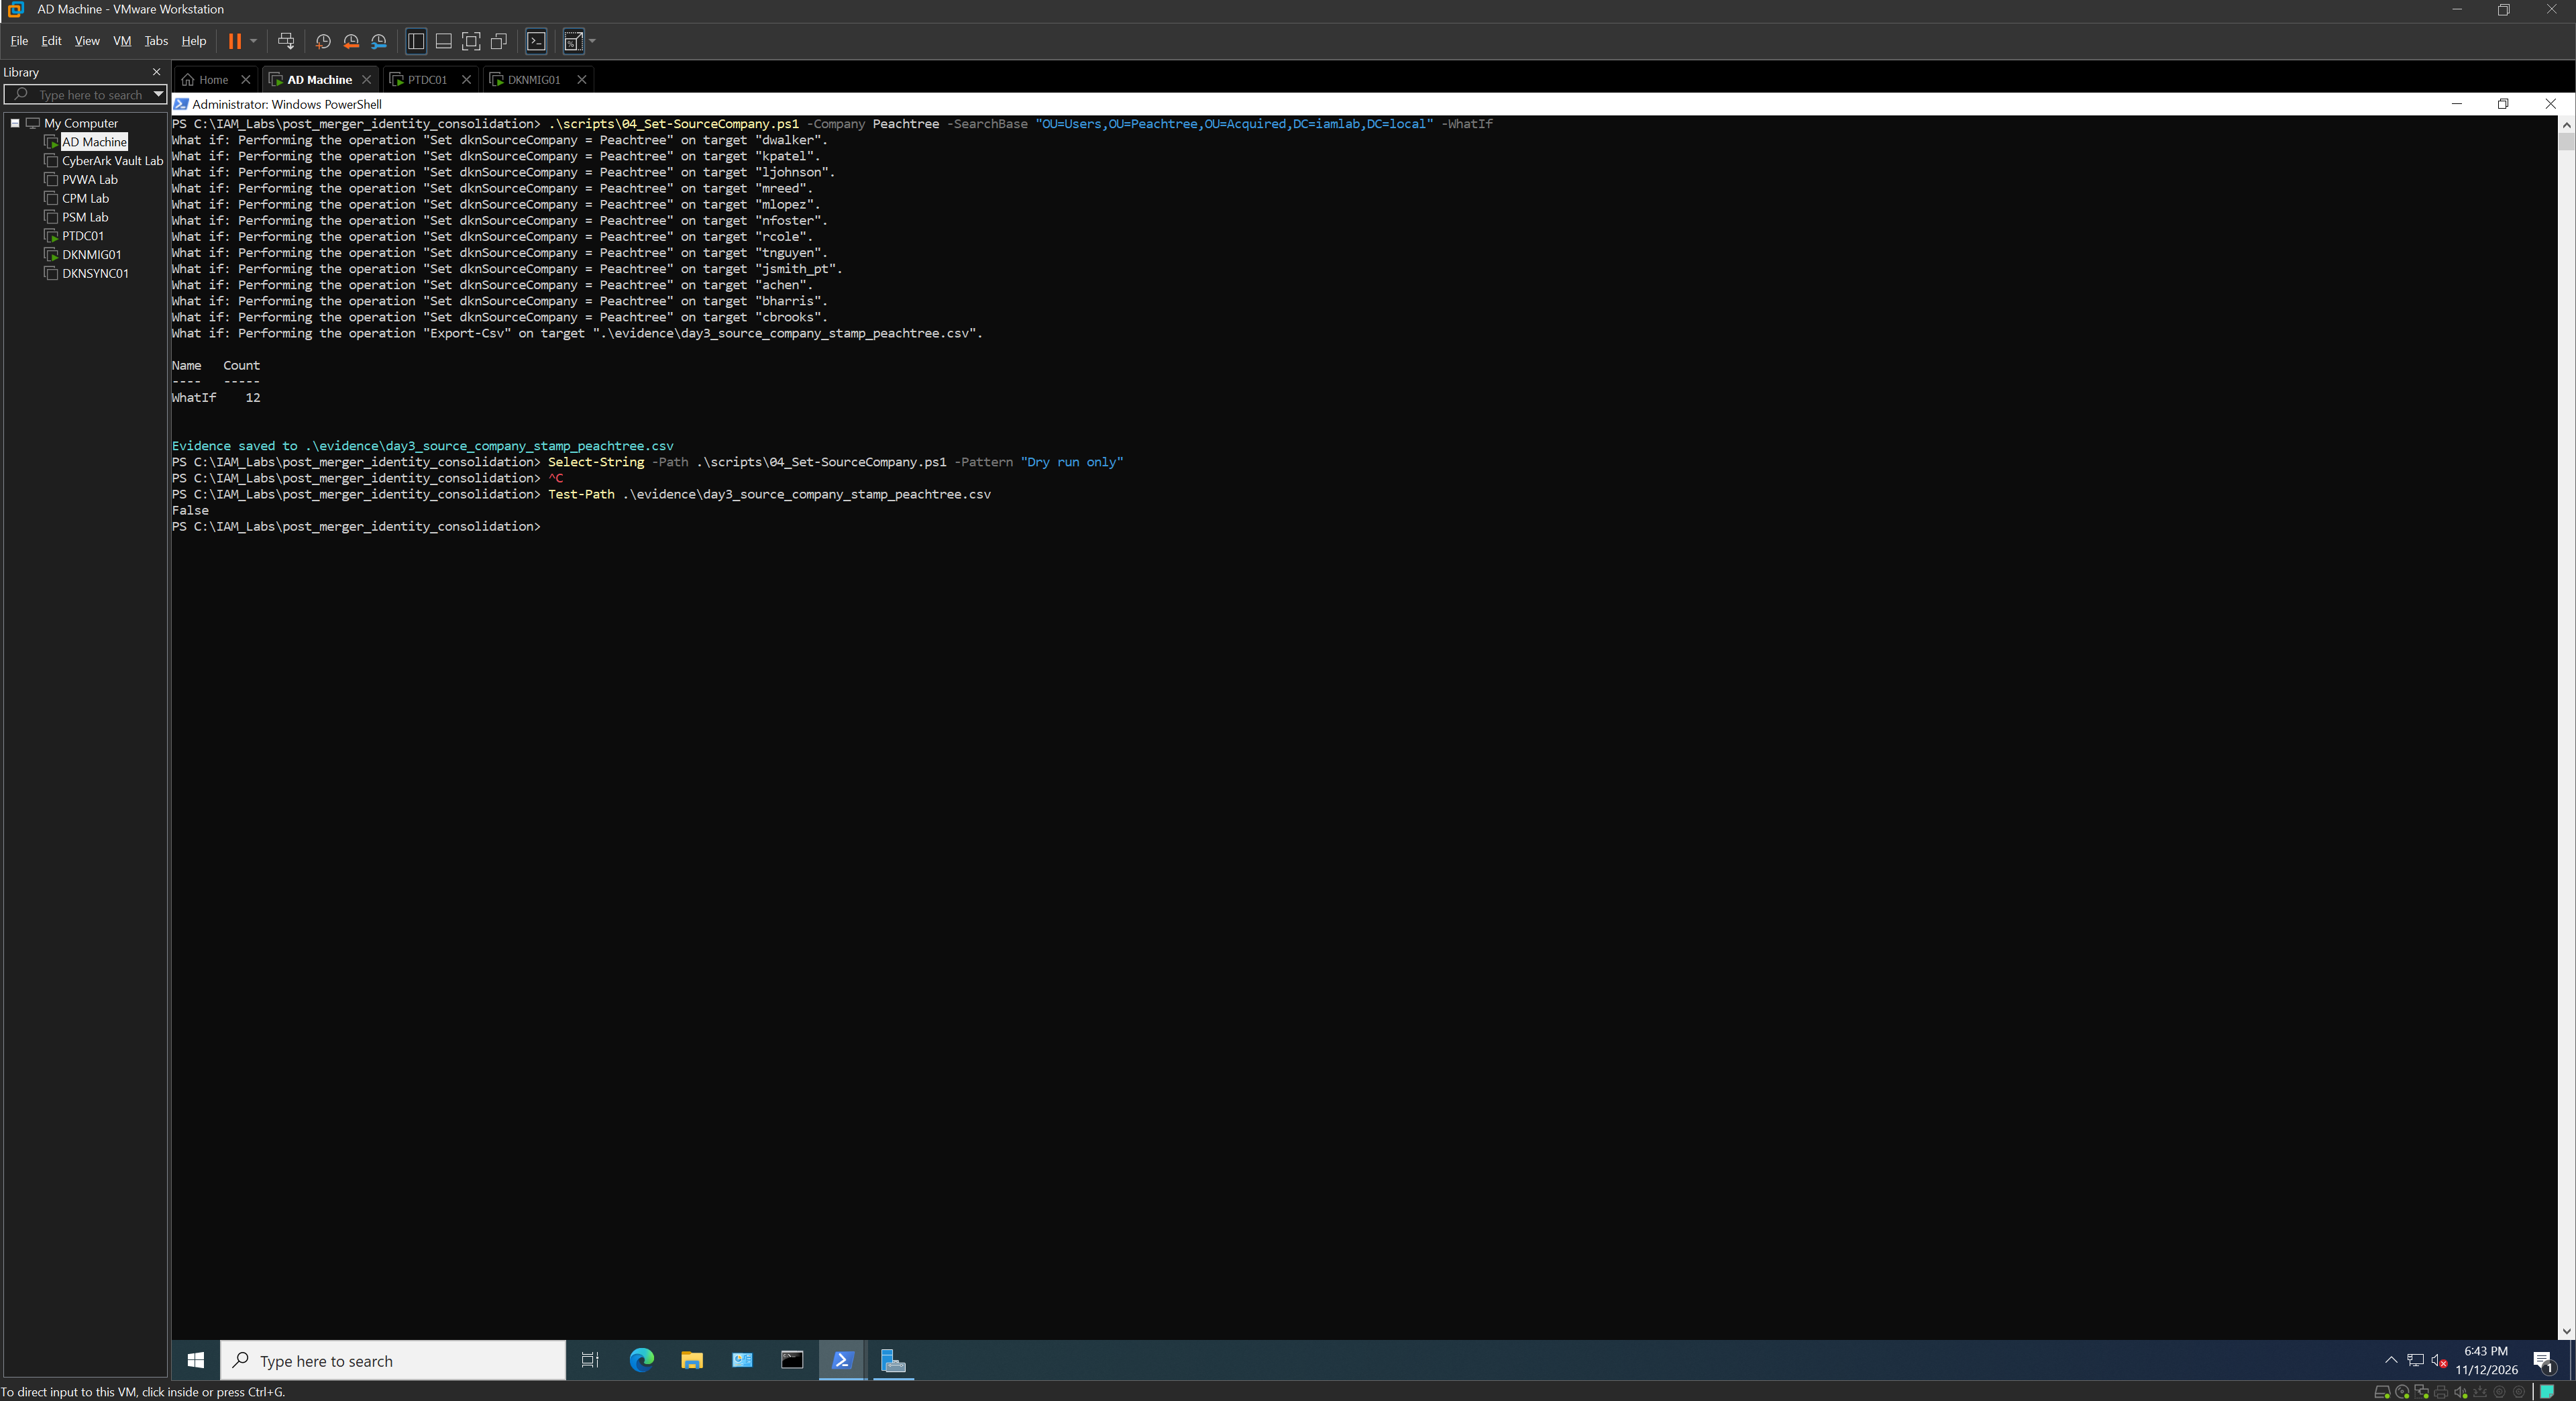 AD Machine - VMware Workstation
File Edit View VM Tabs Help
Library
Type here to search
My Computer
AD Machine
CyberArk Vault Lab
PVWA Lab
CPM Lab
PSM Lab
PTDC01
DKNMIG01
DKNSYNC01
Home AD Machine PTDC01 DKNMIG01
Administrator: Windows PowerShell
PS C:\IAM_Labs\post_merger_identity_consolidation> .\scripts\04_Set-SourceCompany.ps1 -Company Peachtree -SearchBase "OU=Users,OU=Peachtree,OU=Acquired,DC=iamlab,DC=local" -WhatIf
What if: Performing the operation "Set dknSourceCompany = Peachtree" on target "dwalker".
What if: Performing the operation "Set dknSourceCompany = Peachtree" on target "kpatel".
What if: Performing the operation "Set dknSourceCompany = Peachtree" on target "ljohnson".
What if: Performing the operation "Set dknSourceCompany = Peachtree" on target "mreed".
What if: Performing the operation "Set dknSourceCompany = Peachtree" on target "mlopez".
What if: Performing the operation "Set dknSourceCompany = Peachtree" on target "nfoster".
What if: Performing the operation "Set dknSourceCompany = Peachtree" on target "rcole".
What if: Performing the operation "Set dknSourceCompany = Peachtree" on target "tnguyen".
What if: Performing the operation "Set dknSourceCompany = Peachtree" on target "jsmith_pt".
What if: Performing the operation "Set dknSourceCompany = Peachtree" on target "achen".
What if: Performing the operation "Set dknSourceCompany = Peachtree" on target "bharris".
What if: Performing the operation "Set dknSourceCompany = Peachtree" on target "cbrooks".
What if: Performing the operation "Export-Csv" on target ".\evidence\day3_source_company_stamp_peachtree.csv".
Name Count
---- -----
WhatIf 12
Evidence saved to .\evidence\day3_source_company_stamp_peachtree.csv
PS C:\IAM_Labs\post_merger_identity_consolidation> Select-String -Path .\scripts\04_Set-SourceCompany.ps1 -Pattern "Dry run only"
PS C:\IAM_Labs\post_merger_identity_consolidation> ^C
PS C:\IAM_Labs\post_merger_identity_consolidation> Test-Path .\evidence\day3_source_company_stamp_peachtree.csv
False
PS C:\IAM_Labs\post_merger_identity_consolidation>
Type here to search
6:43 PM
11/12/2026
1
To direct input to this VM, click inside or press Ctrl+G.